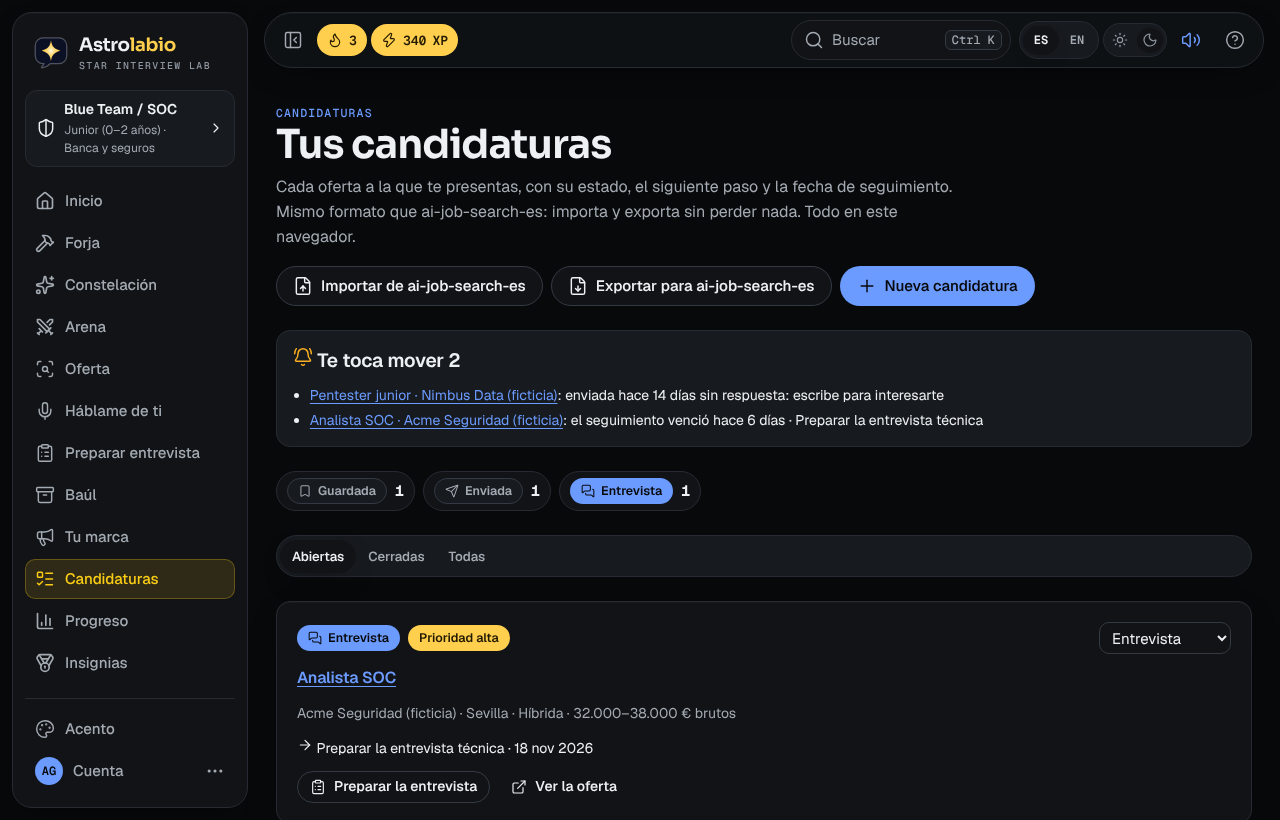 Astrolabio
STAR INTERVIEW LAB
Blue Team / SOC
Junior (0–2 años) ·
Banca y seguros
Inicio
Forja
Constelación
Arena
Oferta
Háblame de ti
Preparar entrevista
Baúl
Tu marca
Candidaturas
Progreso
Insignias
Acento
AG Cuenta
3 340 XP Buscar Ctrl K ES EN
CANDIDATURAS
Tus candidaturas
Cada oferta a la que te presentas, con su estado, el siguiente paso y la fecha de seguimiento.
Mismo formato que ai-job-search-es: importa y exporta sin perder nada. Todo en este
navegador.
Importar de ai-job-search-es Exportar para ai-job-search-es Nueva candidatura
Te toca mover 2
Pentester junior · Nimbus Data (ficticia): enviada hace 14 días sin respuesta: escribe para interesarte
Analista SOC · Acme Seguridad (ficticia): el seguimiento venció hace 6 días · Preparar la entrevista técnica
Guardada 1 Enviada 1 Entrevista 1
Abiertas Cerradas Todas
Entrevista Prioridad alta Entrevista
Analista SOC
Acme Seguridad (ficticia) · Sevilla · Híbrida · 32.000–38.000 € brutos
Preparar la entrevista técnica · 18 nov 2026
Preparar la entrevista Ver la oferta